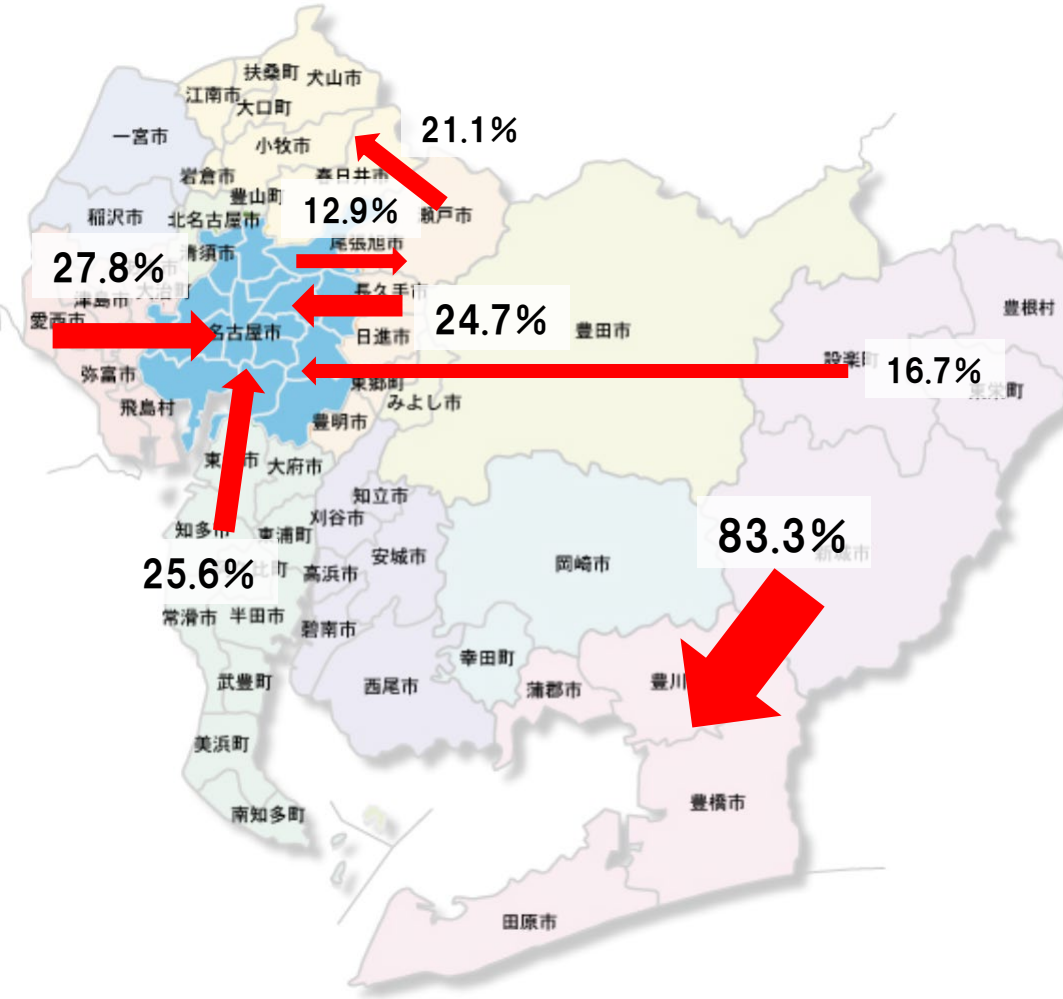 扶桑町
犬山市
江南市
大口町
21.1%
一宮市
小牧市
岩倉市
春日井市
豊山町
12.9%
瀬戸市
稲沢市
北名古屋市
尾張旭市
清須市
27.8%
津島市
大治町
長久手市
24.7%
豊根村
愛西市
名古屋市
日進市
豊田市
設楽町
16.7%
弥富市
東郷町
東栄町
飛島村
みよし市
豊明市
大府市
知立市
刈谷市
知多市
東浦町
83.3%
安城市
岡崎市
新城市
25.6%
高浜市
常滑市
半田市
碧南市
幸田町
武豊町
西尾市
蒲郡市
豊川
美浜町
豊橋市
南知多町
田原市